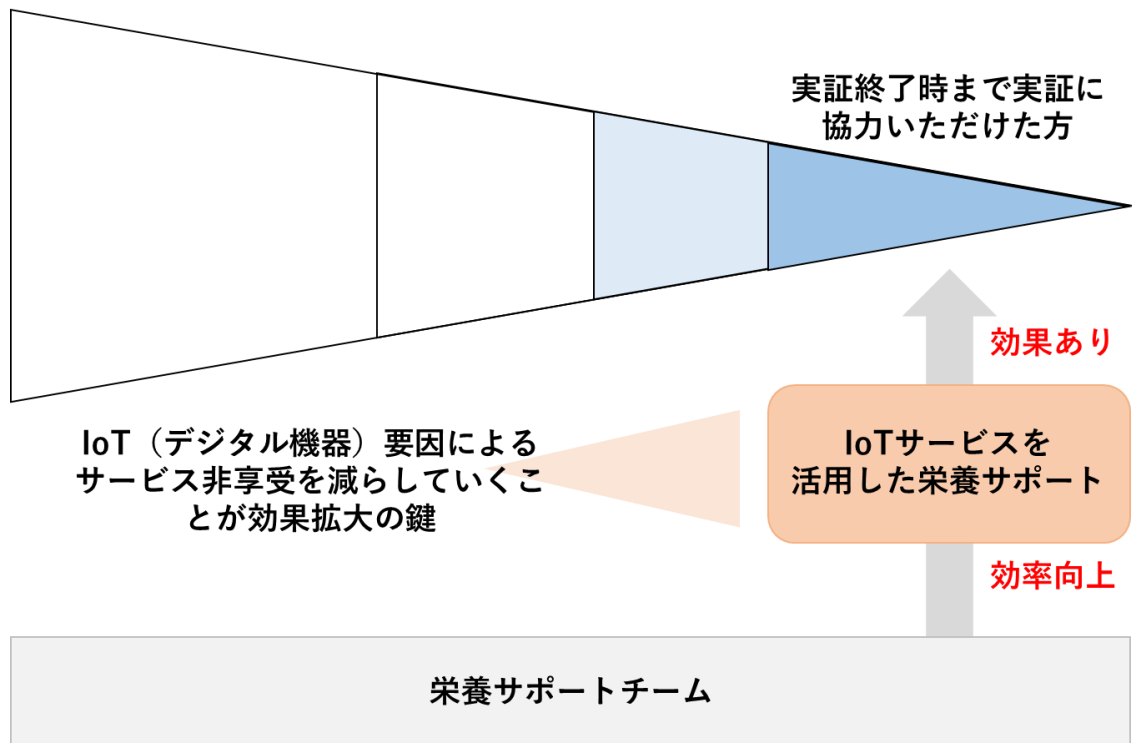 実証終了時まで実証に
協力いただけた方
効果あり
IoT（デジタル機器）要因による
サービス非享受を減らしていくこ
とが効果拡大の鍵
IoTサービスを
活用した栄養サポート
効率向上
栄養サポートチーム